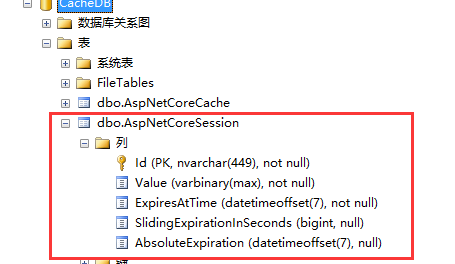 CacheDB
数据库关系图
表
系统表
FileTables
dbo.AspNetCoreCache
dbo.AspNetCoreSession
列
Id (PK, nvarchar(449), not null)
Value (varbinary(max), not null)
ExpiresAtTime (datetimeoffset(7), not null)
SlidingExpirationInSeconds (bigint, null)
AbsoluteExpiration (datetimeoffset(7), null)